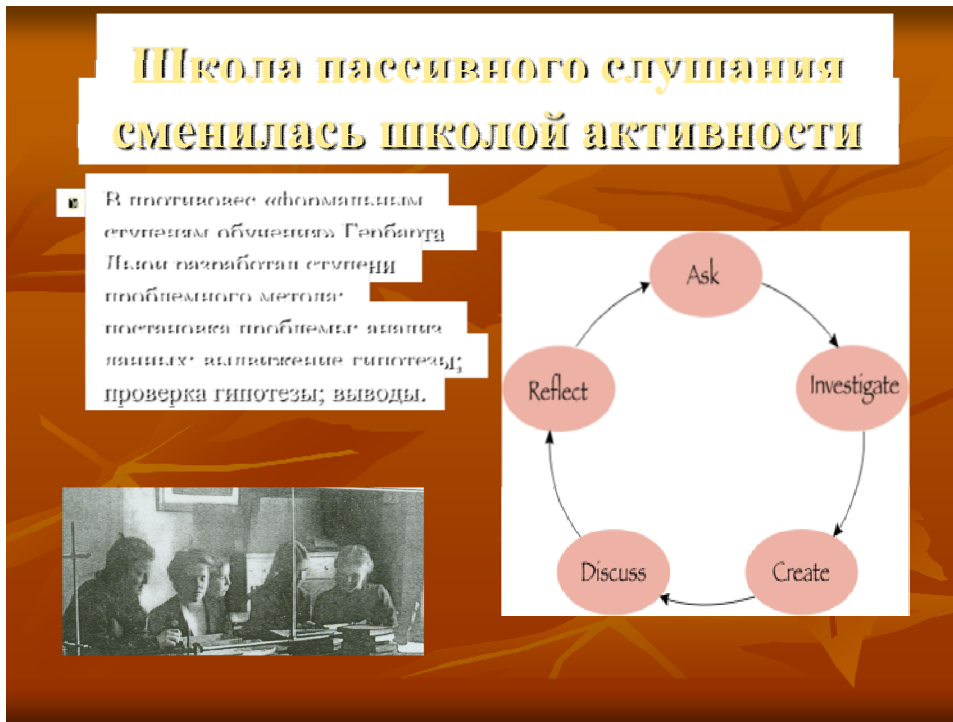 Школа пассивного слушания
сменилась школой активности
В противовес «формальным
ступеням обучения» Гербарта
Дьюи разработал ступени
проблемного метода:
постановка проблемы; анализ
данных; выдвижение гипотезы;
проверка гипотезы; выводы.
Ask
Investigate
Create
Discuss
Reflect